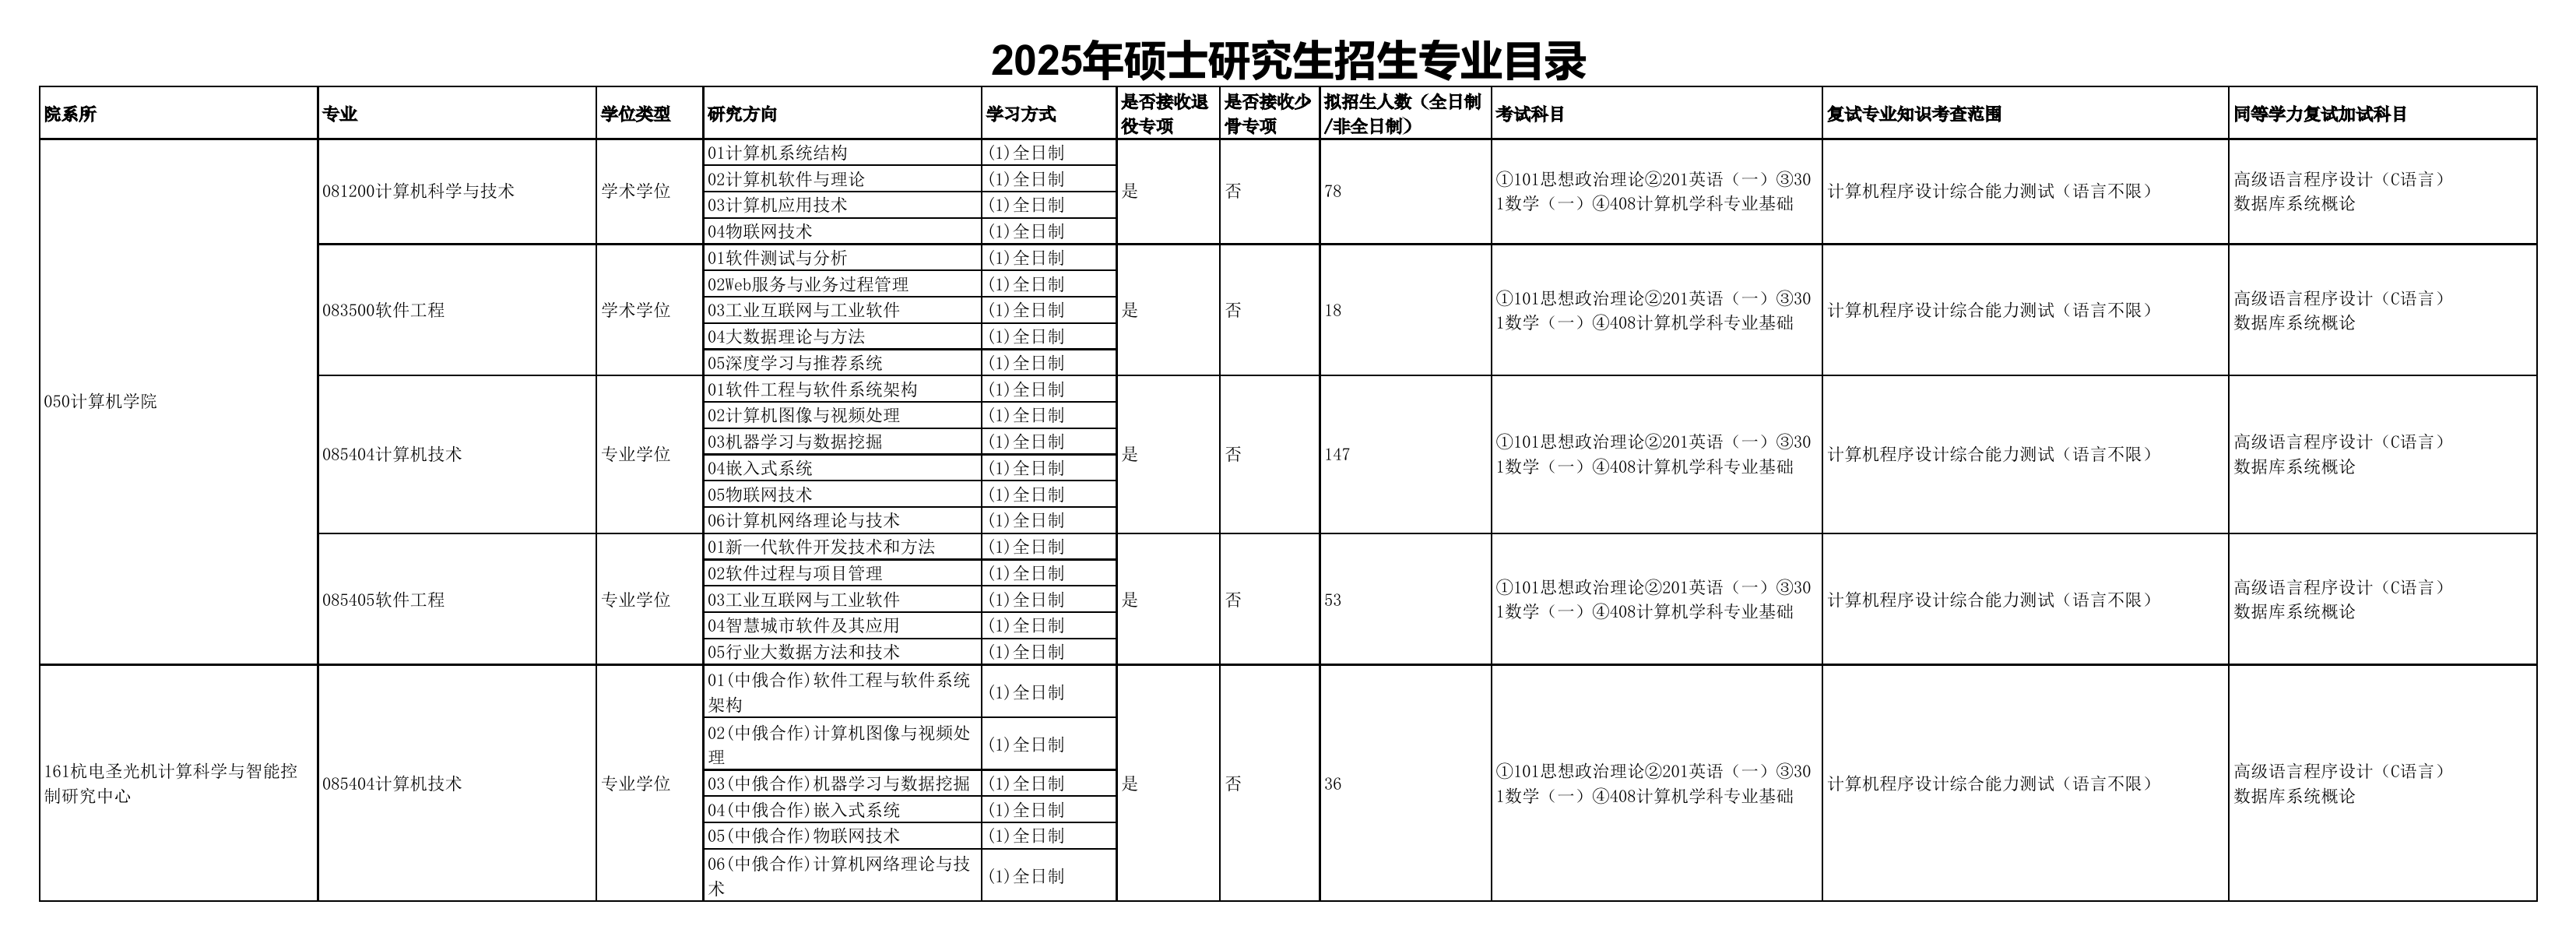 2025年硕士研究生招生专业目录
院系所
专业
学位类型
研究方向
学习方式
是否接收退
役专项
是否接收少
骨专项
拟招生人数（全日制
/非全日制）
考试科目
复试专业知识考查范围
同等学力复试加试科目
050计算机学院
081200计算机科学与技术
学术学位
01计算机系统结构
(1)全日制
02计算机软件与理论
(1)全日制
03计算机应用技术
(1)全日制
04物联网技术
(1)全日制
是
否
78
①101思想政治理论②201英语（一）③30
1数学（一）④408计算机学科专业基础
计算机程序设计综合能力测试（语言不限）
高级语言程序设计（C语言）
数据库系统概论
083500软件工程
学术学位
01软件测试与分析
(1)全日制
02Web服务与业务过程管理
(1)全日制
03工业互联网与工业软件
(1)全日制
04大数据理论与方法
(1)全日制
05深度学习与推荐系统
(1)全日制
是
否
18
①101思想政治理论②201英语（一）③30
1数学（一）④408计算机学科专业基础
计算机程序设计综合能力测试（语言不限）
高级语言程序设计（C语言）
数据库系统概论
085404计算机技术
专业学位
01软件工程与软件系统架构
(1)全日制
02计算机图像与视频处理
(1)全日制
03机器学习与数据挖掘
(1)全日制
04嵌入式系统
(1)全日制
05物联网技术
(1)全日制
06计算机网络理论与技术
(1)全日制
是
否
147
①101思想政治理论②201英语（一）③30
1数学（一）④408计算机学科专业基础
计算机程序设计综合能力测试（语言不限）
高级语言程序设计（C语言）
数据库系统概论
085405软件工程
专业学位
01新一代软件开发技术和方法
(1)全日制
02软件过程与项目管理
(1)全日制
03工业互联网与工业软件
(1)全日制
04智慧城市软件及其应用
(1)全日制
05行业大数据方法和技术
(1)全日制
是
否
53
①101思想政治理论②201英语（一）③30
1数学（一）④408计算机学科专业基础
计算机程序设计综合能力测试（语言不限）
高级语言程序设计（C语言）
数据库系统概论
161杭电圣光机计算科学与智能控
制研究中心
085404计算机技术
专业学位
01(中俄合作)软件工程与软件系统
架构
(1)全日制
02(中俄合作)计算机图像与视频处
理
(1)全日制
03(中俄合作)机器学习与数据挖掘
(1)全日制
04(中俄合作)嵌入式系统
(1)全日制
05(中俄合作)物联网技术
(1)全日制
06(中俄合作)计算机网络理论与技
术
(1)全日制
是
否
36
①101思想政治理论②201英语（一）③30
1数学（一）④408计算机学科专业基础
计算机程序设计综合能力测试（语言不限）
高级语言程序设计（C语言）
数据库系统概论